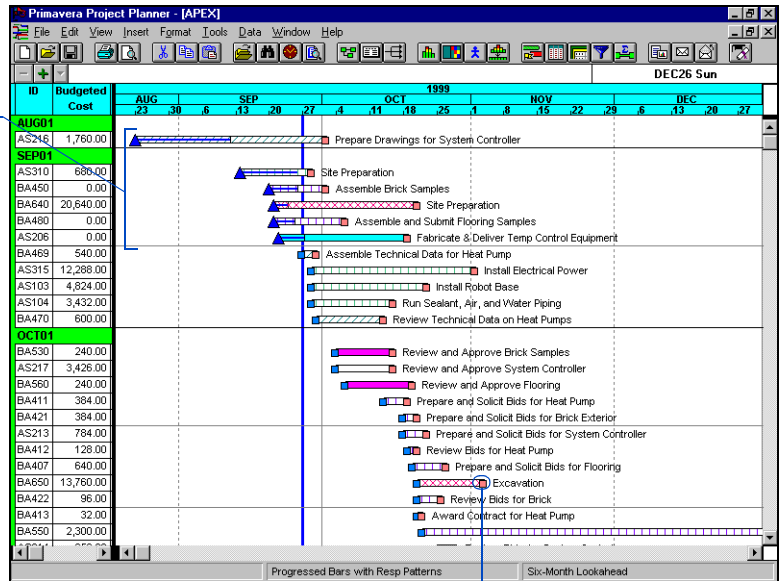 Primavera Project Planner - [APEX]
File Edit View Insert Format Tools Data Window Help
DEC26 Sun
ID Budgeted Cost 1999
AUG SEP OCT NOV DEC
23 30 6 13 20 27 4 11 18 25 1 8 15 22 29 6 13 20 27
AUG01
AS216 1,760.00 Prepare Drawings for System Controller
SEP01
AS310 680.00 Site Preparation
BA450 0.00 Assemble Brick Samples
BA640 20,640.00 Site Preparation
BA480 0.00 Assemble and Submit Flooring Samples
AS206 0.00 Fabricate & Deliver Temp Control Equipment
BA469 540.00 Assemble Technical Data for Heat Pump
AS315 12,288.00 Install Electrical Power
AS103 4,824.00 Install Robot Base
AS104 3,432.00 Run Sealant, Air, and Water Piping
BA470 600.00 Review Technical Data on Heat Pumps
OCT01
BA530 240.00 Review and Approve Brick Samples
AS217 3,426.00 Review and Approve System Controller
BA560 240.00 Review and Approve Flooring
BA411 384.00 Prepare and Solicit Bids for Heat Pump
BA421 384.00 Prepare and Solicit Bids for Brick Exterior
AS213 784.00 Prepare and Solicit Bids for System Controller
BA412 128.00 Review Bids for Heat Pump
BA407 640.00 Prepare and Solicit Bids for Flooring
BA650 13,760.00 Excavation
BA422 96.00 Review Bids for Brick
BA413 32.00 Award Contract for Heat Pump
BA550 2,300.00
Progressed Bars with Resp Patterns Six-Month Lookahead